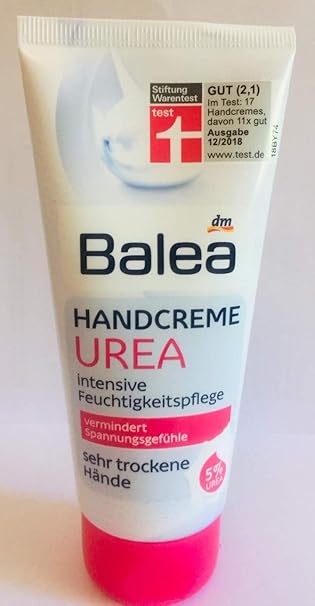 Stiftung
Warentest
test
GUT (2,1)
Im Test: 17
Handcremes,
davon 11x gut
Ausgabe
12/2018
www.test.de
18BY74
dm
Balea
HANDCREME
UREA
intensive
Feuchtigkeitspflege
vermindert
Spannungsgefühle
sehr trockene
Hände
5%
UREA